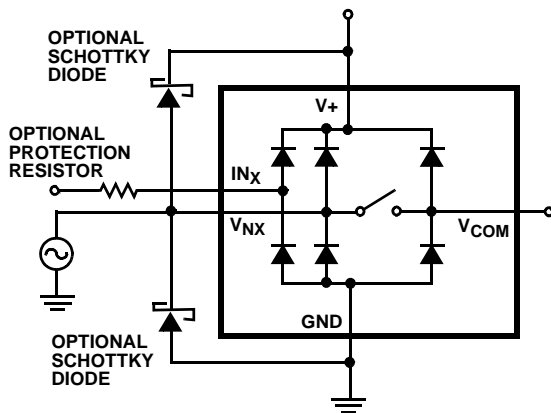 OPTIONAL
SCHOTTKY
DIODE
V+
OPTIONAL
PROTECTION
RESISTOR
INX
VNX
VCOM
GND
OPTIONAL
SCHOTTKY
DIODE